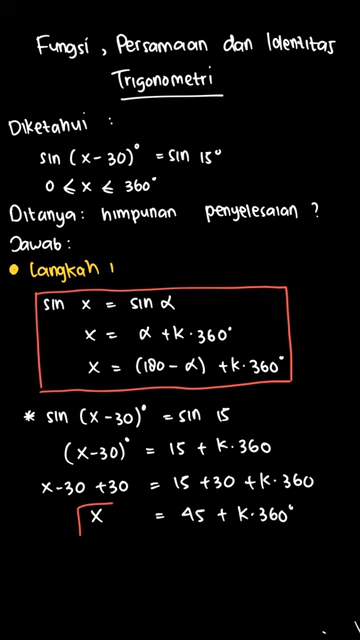 Fungsi, Persamaan dan Identitas
Trigonometri
Diketahui :
sin (x-30)° = sin 15°
0 ≤ x ≤ 360°
Ditanya: himpunan penyelesaian ?
Jawab:
• Langkah 1
sin x = sin α
x = α + k·360°
x = (180 - α) + k·360°
* sin (x-30)° = sin 15
(x-30)° = 15 + k·360
x-30 +30 = 15 +30 + k·360
x = 45 + k·360°